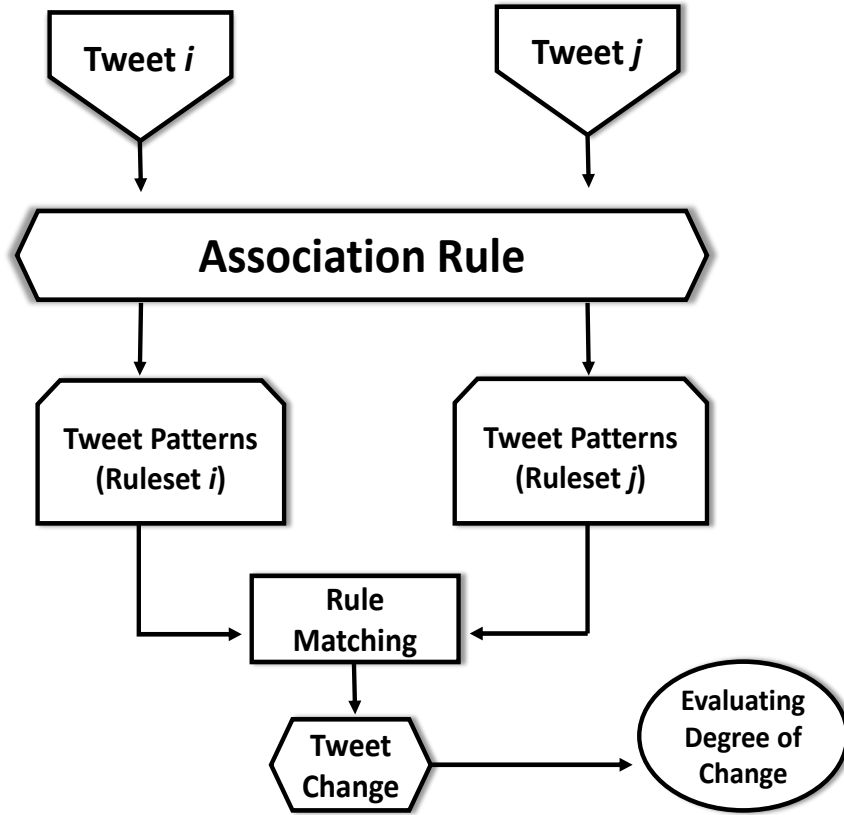 Tweet i
Tweet j
Association Rule
Tweet Patterns
(Ruleset i)
Tweet Patterns
(Ruleset j)
Rule
Matching
Tweet
Change
Evaluating
Degree of
Change